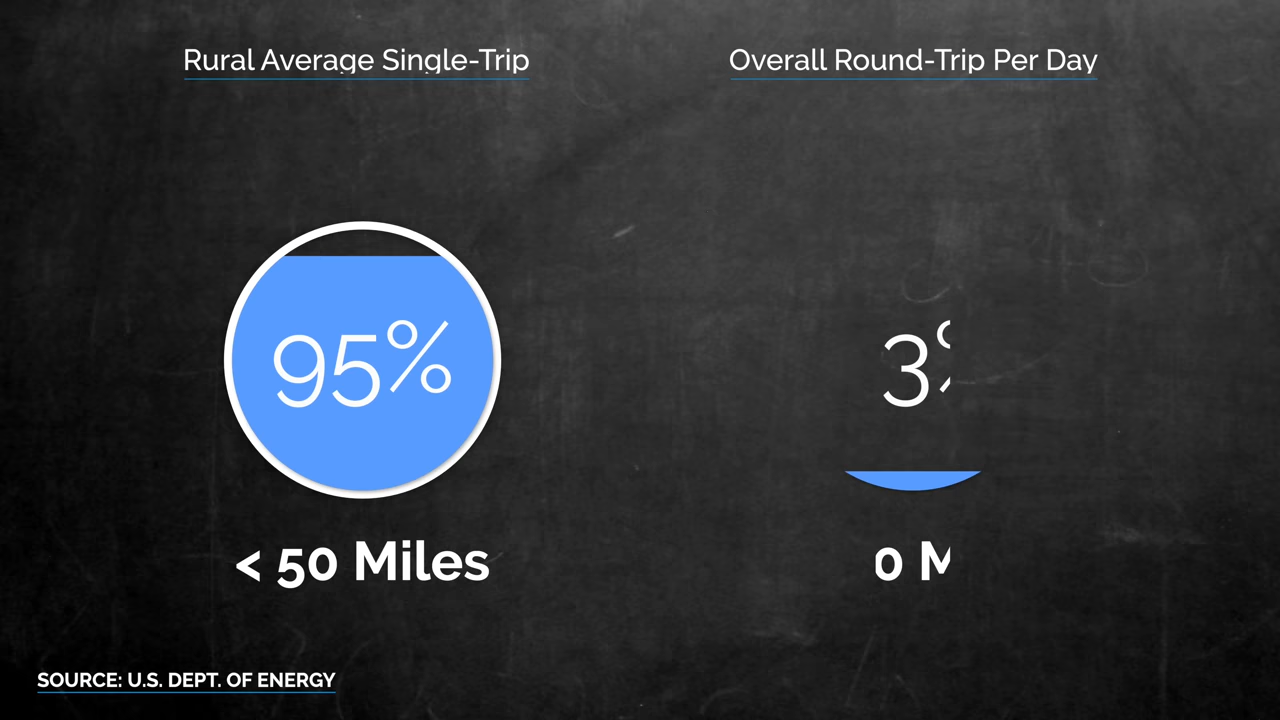 Rural Average Single-Trip
Overall Round-Trip Per Day
95%
< 50 Miles
SOURCE: U.S. DEPT. OF ENERGY